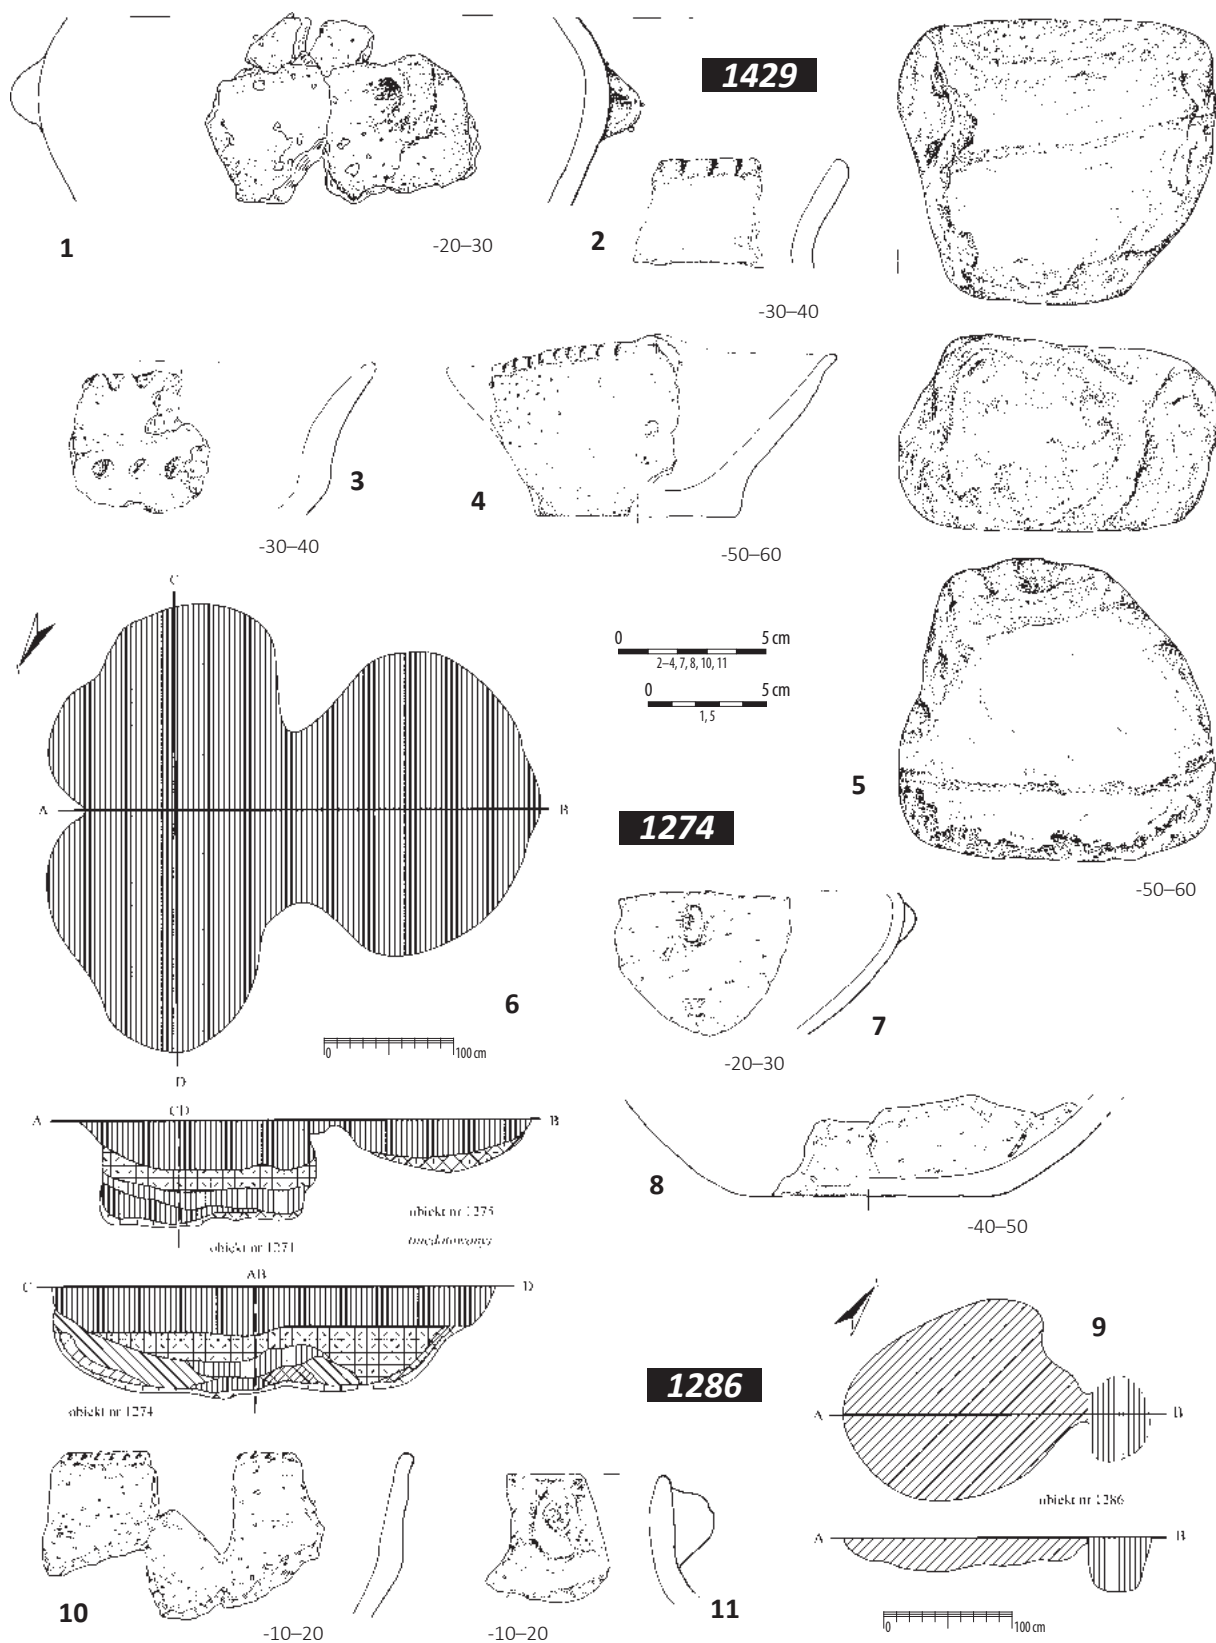 1429
1
-20–30
2
-30–40
3
-30–40
4
-50–60
0 5 cm
2–4, 7, 8, 10, 11
0 5 cm
1, 5
5
-50–60
C
A B
D
6
0 100 cm
1274
7
-20–30
A CD B
obiekt nr 1275
niedatowany
obiekt nr 1271
8
-40–50
C AB D
obiekt nr 1274
1286
9
A B
obiekt nr 1286
A B
0 100 cm
10
-10–20
11
-10–20